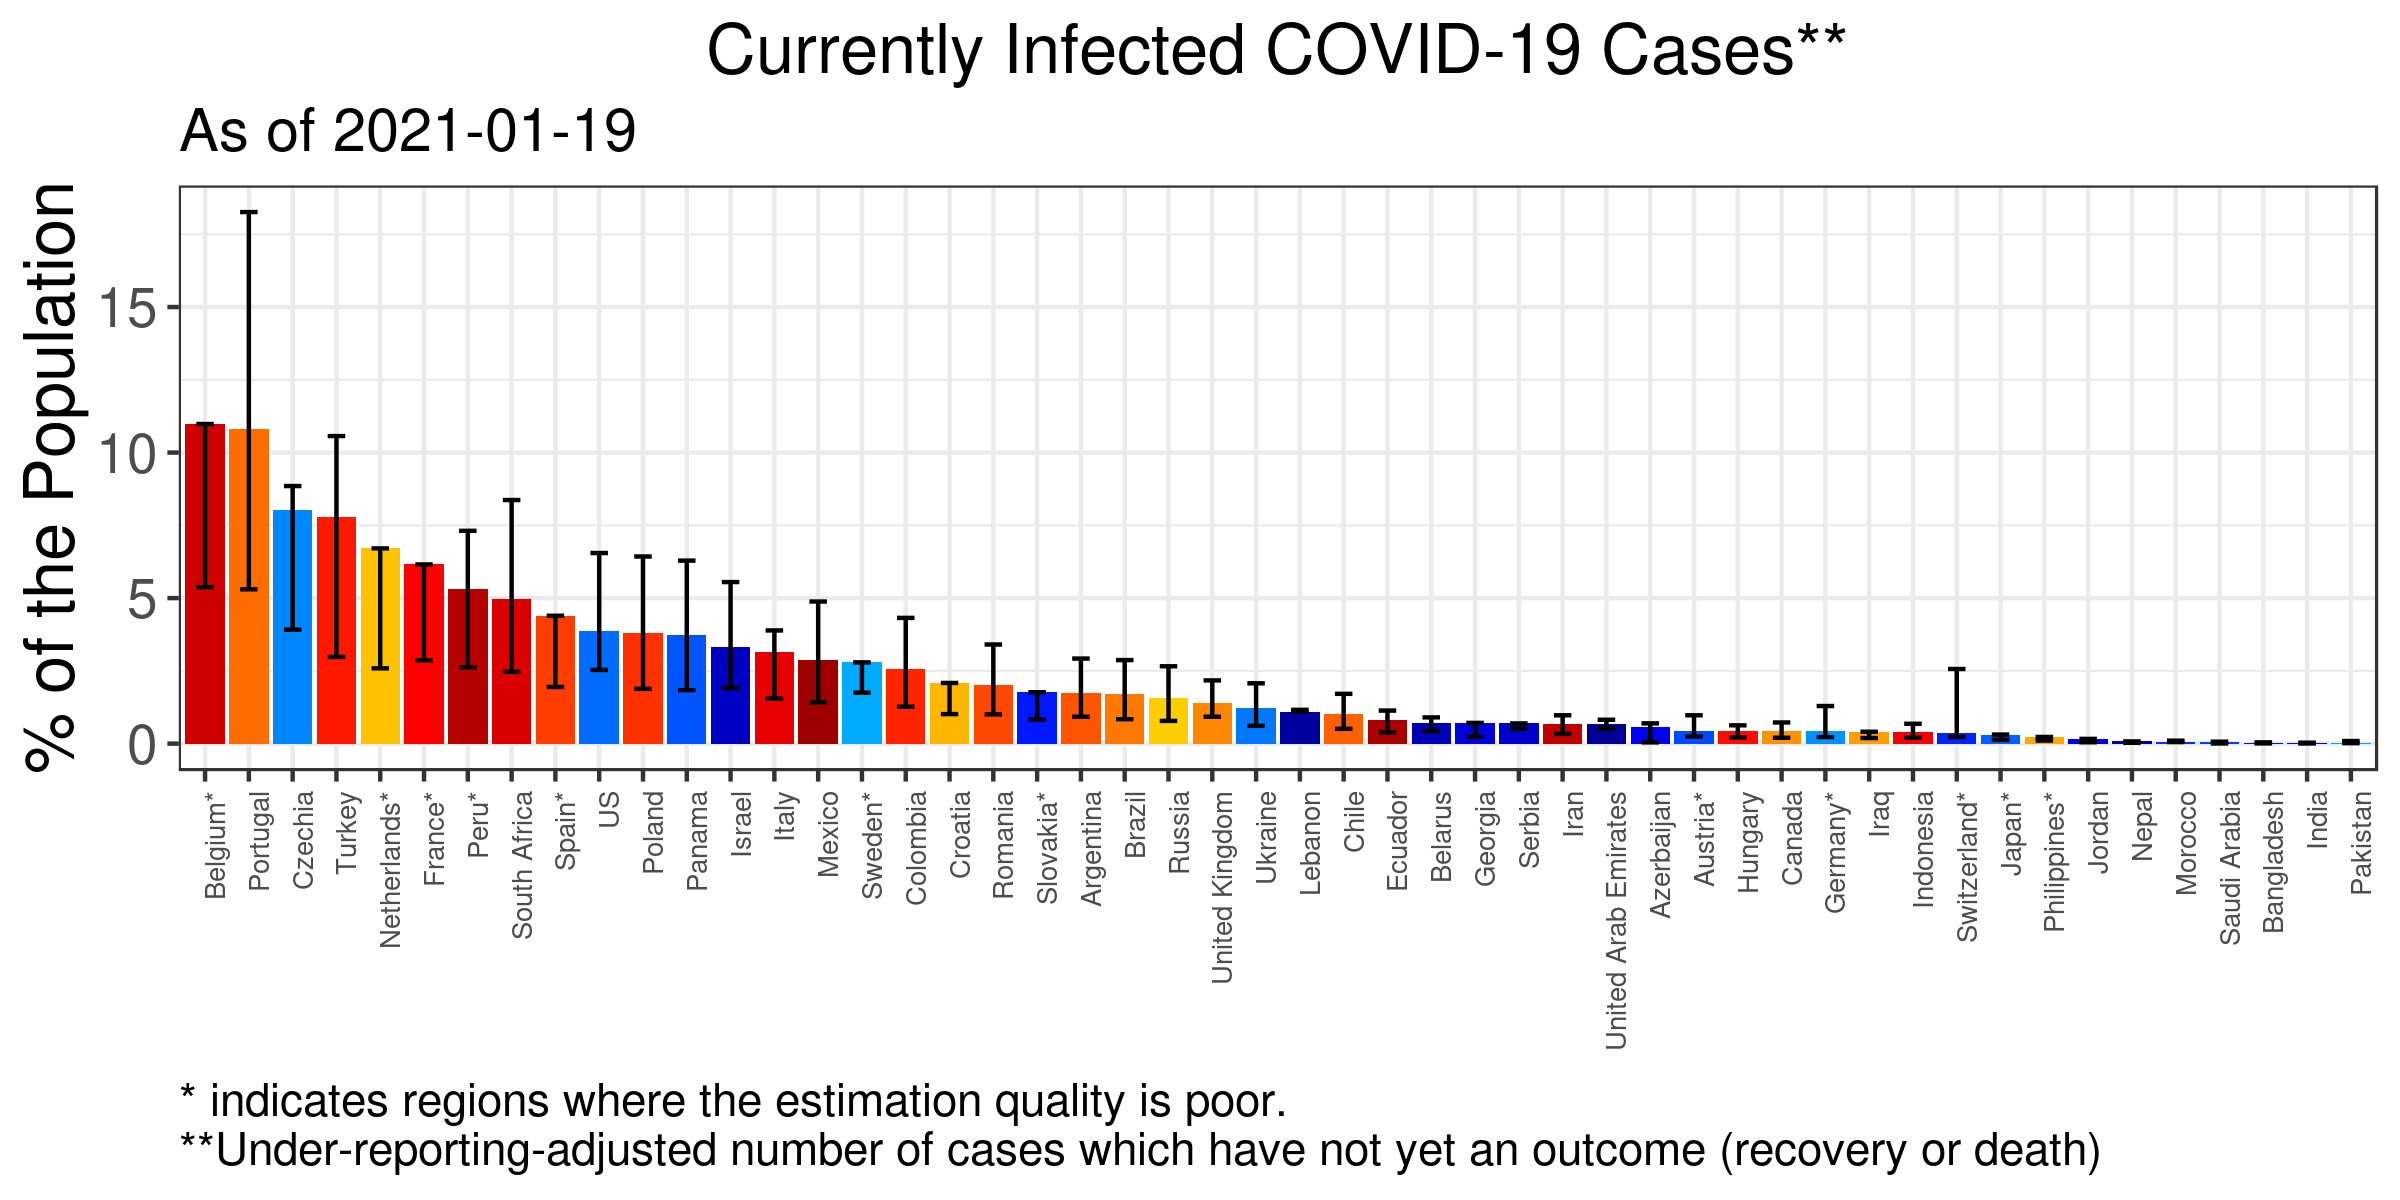 Currently Infected COVID-19 Cases**
As of 2021-01-19
% of the Population
15
10
5
0
Belgium*
Portugal
Czechia
Turkey
Netherlands*
France*
Peru*
South Africa
Spain*
US
Poland
Panama
Israel
Italy
Mexico
Sweden*
Colombia
Croatia
Romania
Slovakia*
Argentina
Brazil
Russia
United Kingdom
Ukraine
Lebanon
Chile
Ecuador
Belarus
Georgia
Serbia
Iran
United Arab Emirates
Azerbaijan
Austria*
Hungary
Canada
Germany*
Iraq
Indonesia
Switzerland*
Japan*
Philippines*
Jordan
Nepal
Morocco
Saudi Arabia
Bangladesh
India
Pakistan
* indicates regions where the estimation quality is poor.
**Under-reporting-adjusted number of cases which have not yet an outcome (recovery or death)